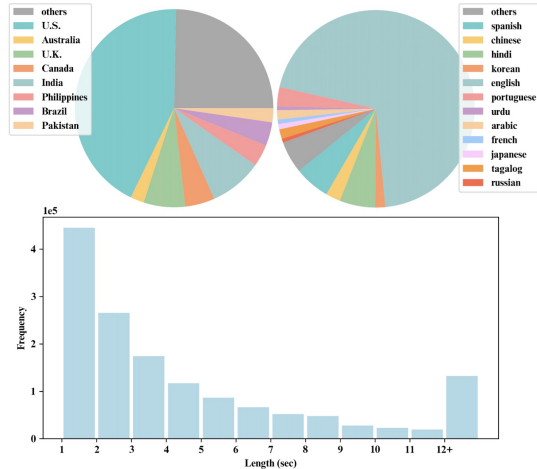 others
U.S.
Australia
U.K.
Canada
India
Philippines
Brazil
Pakistan
others
spanish
chinese
hindi
korean
english
portuguese
urdu
arabic
french
japanese
tagalog
russian
1e5
4
3
2
1
0
Frequency
1 2 3 4 5 6 7 8 9 10 11 12+
Length (sec)